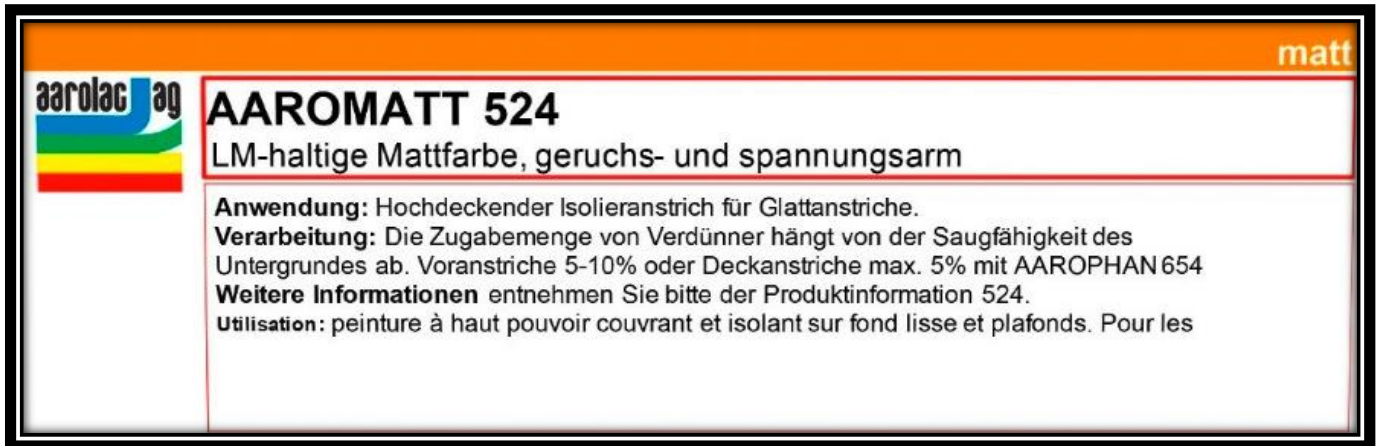 matt
aarolac ag
AAROMATT 524
LM-haltige Mattfarbe, geruchs- und spannungsarm
Anwendung: Hochdeckender Isolieranstrich für Glattanstriche.
Verarbeitung: Die Zugabemenge von Verdünner hängt von der Saugfähigkeit des
Untergrundes ab. Voranstriche 5-10% oder Deckanstriche max. 5% mit AAROPHAN 654
Weitere Informationen entnehmen Sie bitte der Produktinformation 524.
Utilisation: peinture à haut pouvoir couvrant et isolant sur fond lisse et plafonds. Pour les